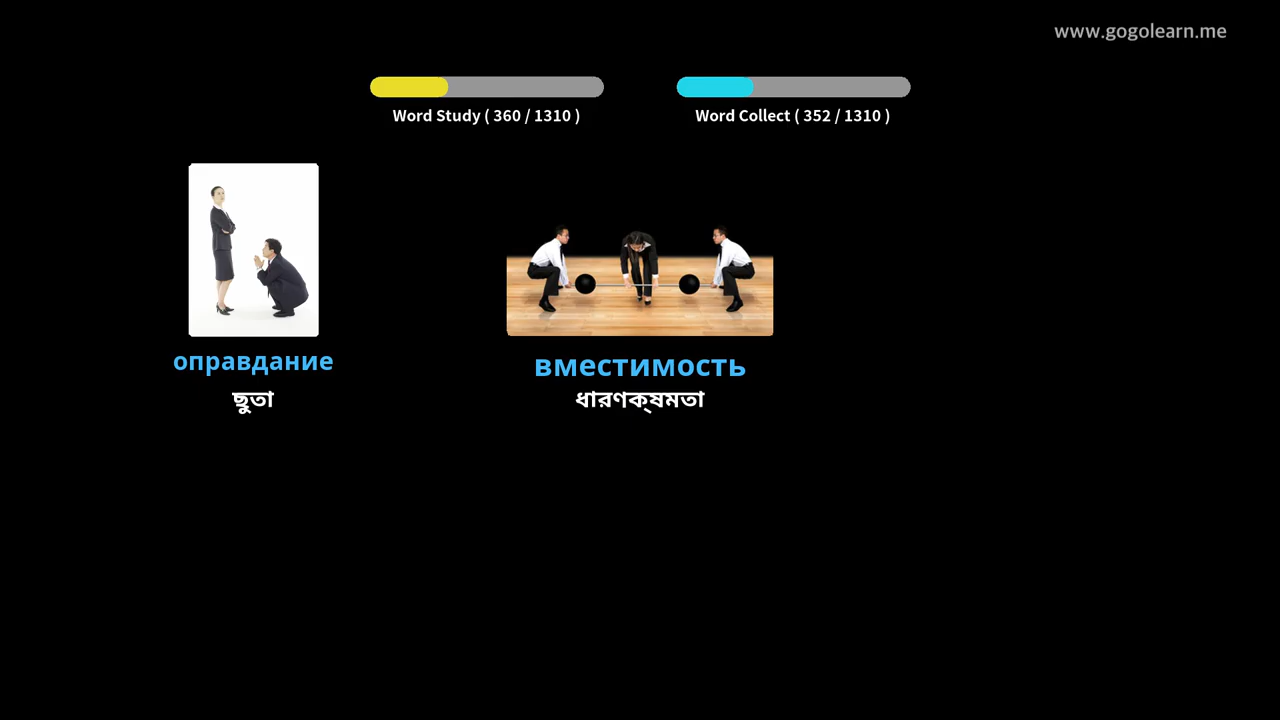 www.gogolearn.me
Word Study ( 360 / 1310 )
Word Collect ( 352 / 1310 )
оправдание
ছুতা
вместимость
ধারণক্ষমতা